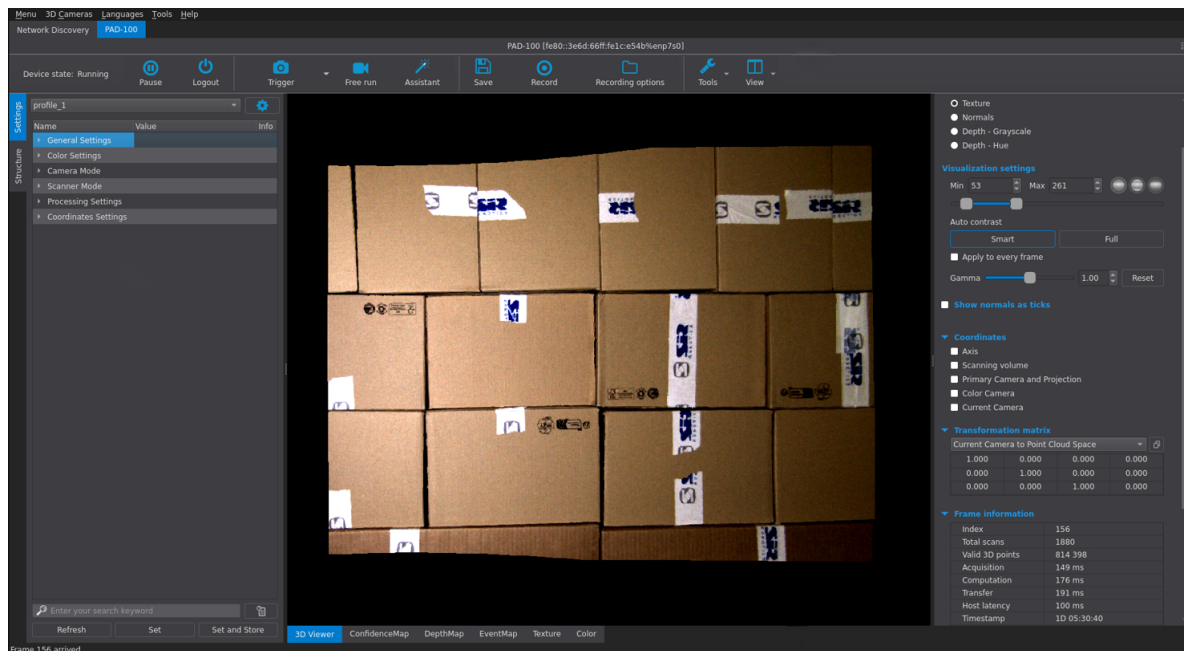 Menu 3D Cameras Languages Tools Help
Network Discovery PAD-100
PAD-100 [fe80::3e6d:66ff:fe1c:e54b%enp7s0]
Device state: Running Pause Logout Trigger Free run Assistant Save Record Recording options Tools View
Settings
Structure
profile_1
Name Value Info
General Settings
Color Settings
Camera Mode
Scanner Mode
Processing Settings
Coordinates Settings
Enter your search keyword
Refresh Set Set and Store
3D Viewer ConfidenceMap DepthMap EventMap Texture Color
Texture
Normals
Depth - Grayscale
Depth - Hue
Visualization settings
Min 53 Max 261
Auto contrast
Smart Full
Apply to every frame
Gamma 1.00 Reset
Show normals as ticks
Coordinates
Axis
Scanning volume
Primary Camera and Projection
Color Camera
Current Camera
Transformation matrix
Current Camera to Point Cloud Space
1.000 0.000 0.000 0.000
0.000 1.000 0.000 0.000
0.000 0.000 1.000 0.000
Frame information
Index 156
Total scans 1880
Valid 3D points 814 398
Acquisition 149 ms
Computation 176 ms
Transfer 191 ms
Host latency 100 ms
Timestamp 1D 05:30:40
Frame 156 arrived